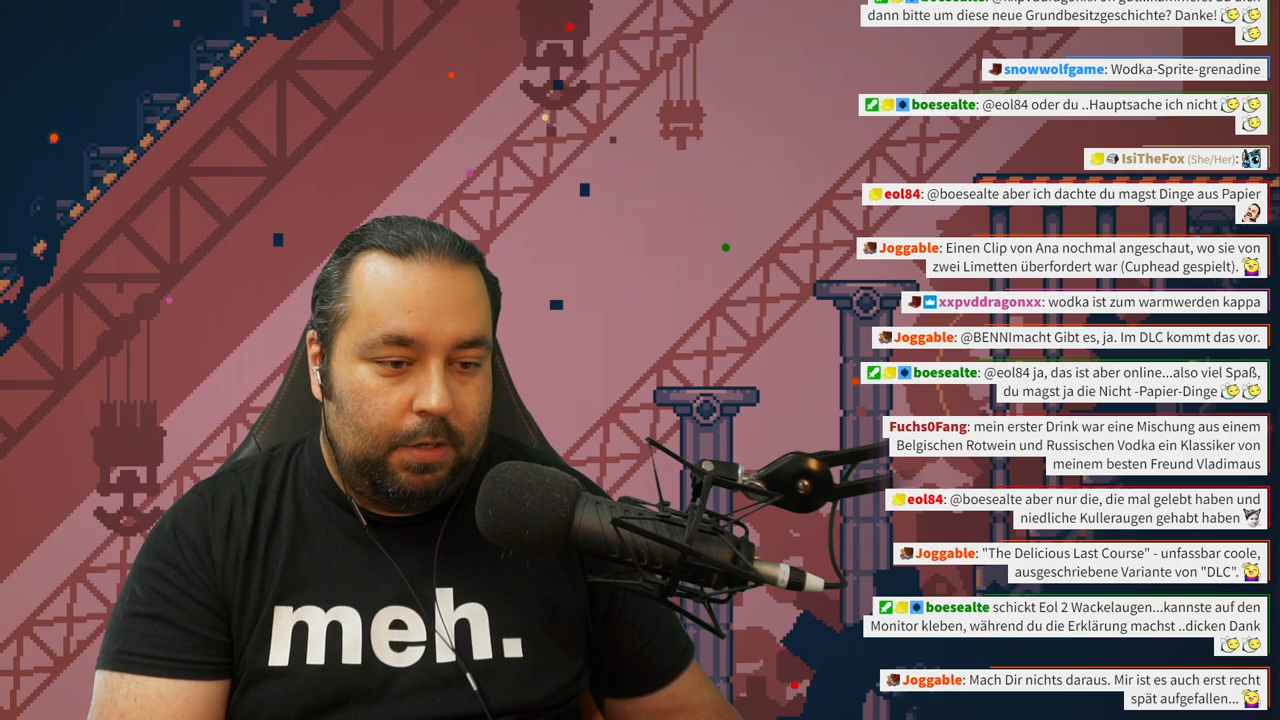 dann bitte um diese neue Grundbesitzgeschichte? Danke!
snowwolfgame: Wodka-Sprite-grenadine
boesealte: @eol84 oder du ..Hauptsache ich nicht
IsiTheFox (She/Her):
eol84: @boesealte aber ich dachte du magst Dinge aus Papier
Joggable: Einen Clip von Ana nochmal angeschaut, wo sie von
zwei Limetten überfordert war (Cuphead gespielt).
xxpvddragonxx: wodka ist zum warmwerden kappa
Joggable: @BENNImacht Gibt es, ja. Im DLC kommt das vor.
boesealte: @eol84 ja, das ist aber online...also viel Spaß,
du magst ja die Nicht -Papier-Dinge
Fuchs0Fang: mein erster Drink war eine Mischung aus einem
Belgischen Rotwein und Russischen Vodka ein Klassiker von
meinem besten Freund Vladimaus
eol84: @boesealte aber nur die, die mal gelebt haben und
niedliche Kulleraugen gehabt haben
Joggable: "The Delicious Last Course" - unfassbar coole,
ausgeschriebene Variante von "DLC".
boesealte schickt Eol 2 Wackelaugen...kannste auf den
Monitor kleben, während du die Erklärung machst ..dicken Dank
Joggable: Mach Dir nichts daraus. Mir ist es auch erst recht
spät aufgefallen...
meh.